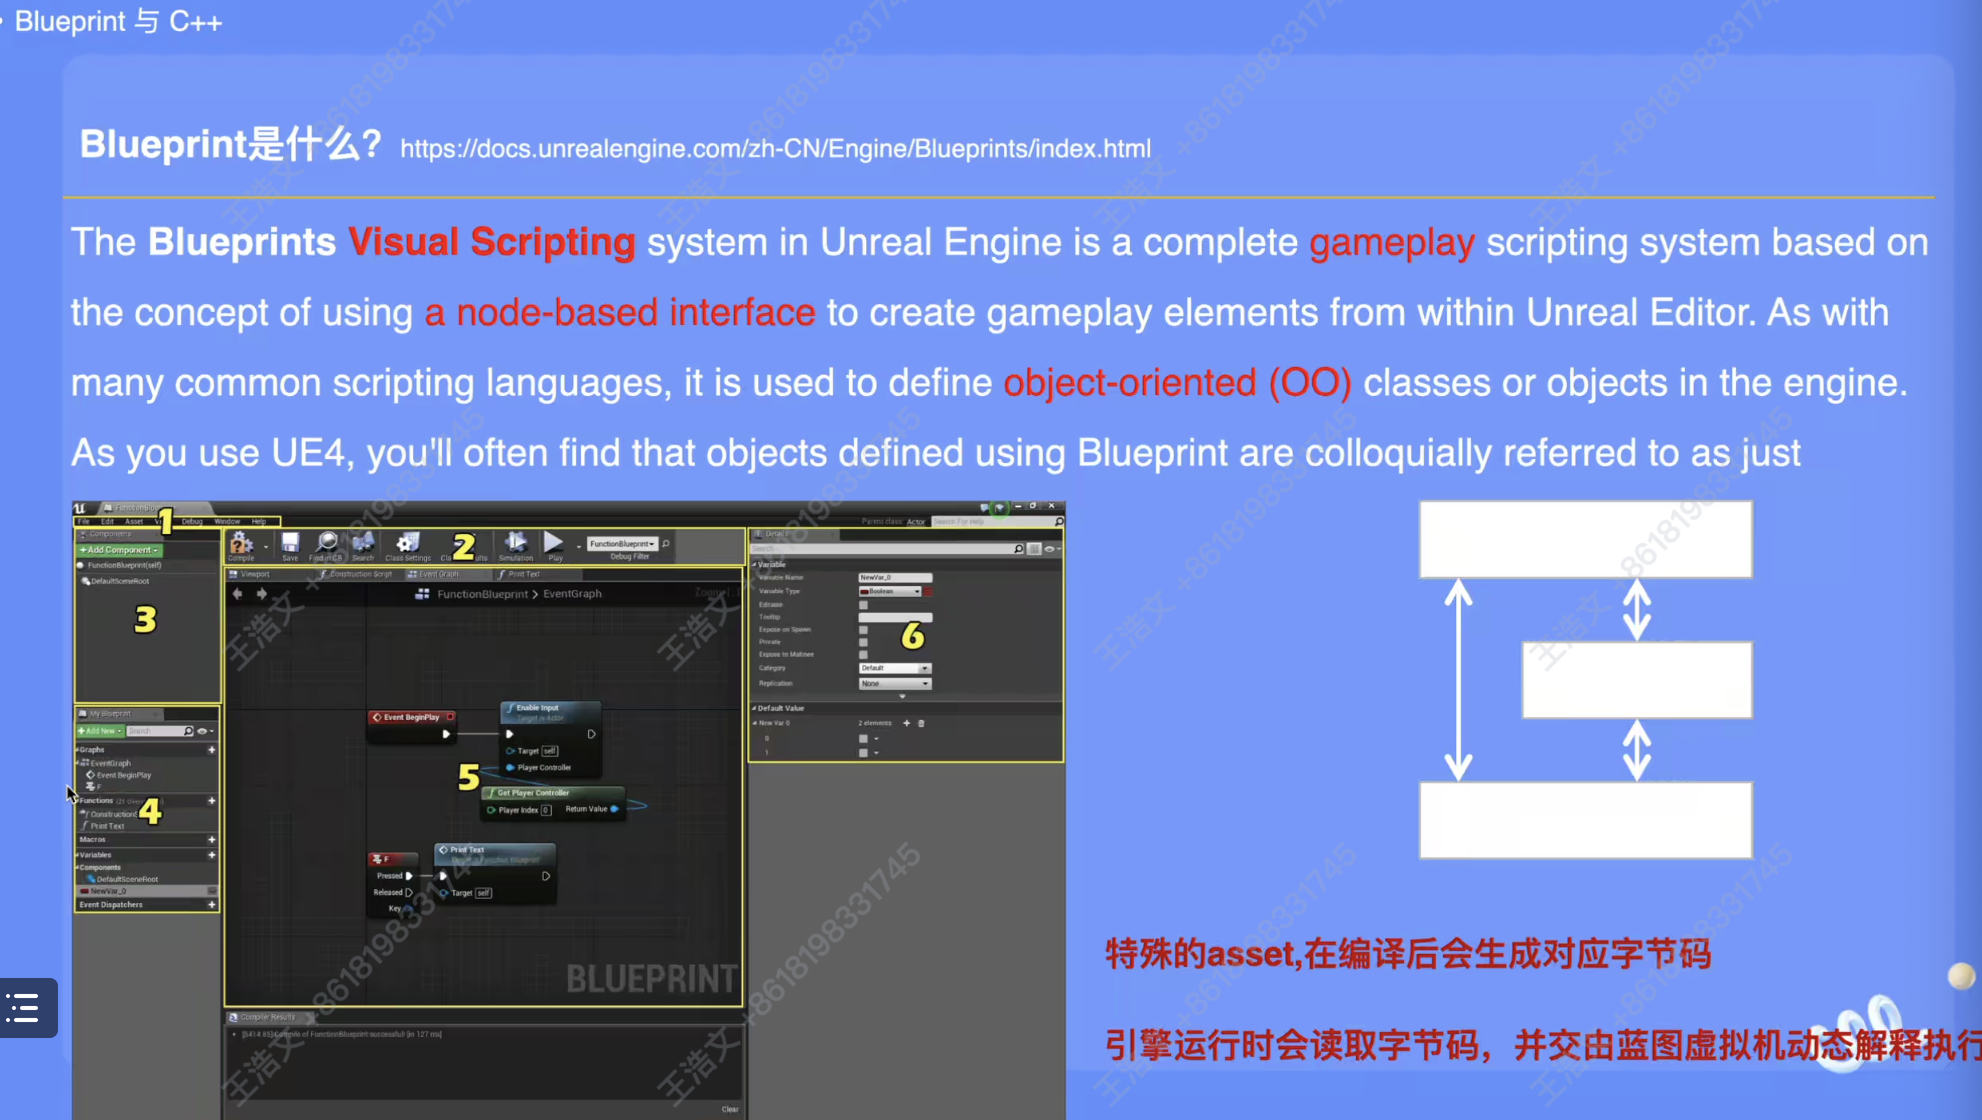 • Blueprint 与 C++
Blueprint是什么? https://docs.unrealengine.com/zh-CN/Engine/Blueprints/index.html
The Blueprints Visual Scripting system in Unreal Engine is a complete gameplay scripting system based on
the concept of using a node-based interface to create gameplay elements from within Unreal Editor. As with
many common scripting languages, it is used to define object-oriented (OO) classes or objects in the engine.
As you use UE4, you'll often find that objects defined using Blueprint are colloquially referred to as just
1
File Edit Asset Debug Window Help
Parent class: Actor Search For Help
Components
+Add Component
FunctionBlueprint(self)
DefaultSceneRoot
3
Compile Save Find in CB Search Class Settings Simulation Play
2
FunctionBlueprint
Debug Filter
Viewport Construction Script Event Graph Print Text
FunctionBlueprint > EventGraph
Event BeginPlay
Enable Input
Target is Actor
Target self
Player Controller
5
Get Player Controller
Player Index 0 Return Value
F
Pressed
Released
Key
Print Text
Target self
BLUEPRINT
Compiler Results
Clear
My Blueprint
+Add New Search
Graphs
EventGraph
Event BeginPlay
F
Functions
4
Print Text
Macros
Variables
Components
DefaultSceneRoot
NewVar_0
Event Dispatchers
Details
Search
Variable
Variable Name NewVar_0
Variable Type Boolean
Editable
Tooltip
Expose on Spawn
Private
6
Expose to Matinee
Category Default
Replication None
Default Value
New Var 0 2 elements
0
1
特殊的asset,在编译后会生成对应字节码
引擎运行时会读取字节码，并交由蓝图虚拟机动态解释执行
王浩文 +8618198331745